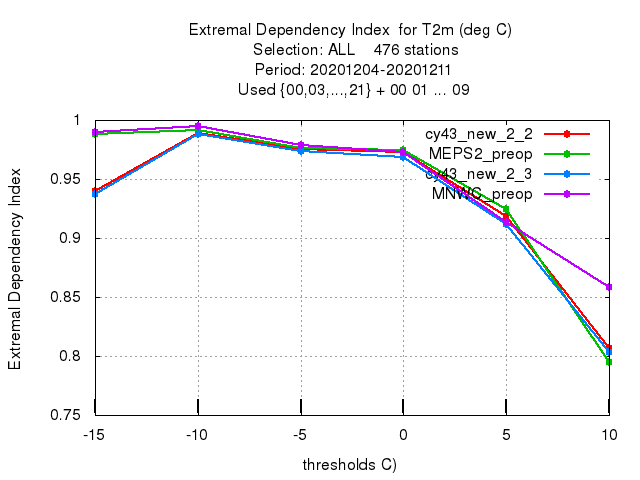 Extremal Dependency Index  for T2m (deg C)
Selection: ALL    476 stations
Period: 20201204-20201211
Used {00,03,...,21} + 00 01 ... 09
Extremal Dependency Index
1
0.95
0.9
0.85
0.8
0.75
cy43_new_2_2
MEPS2_preop
cy43_new_2_3
MNWC_preop
-15 -10 -5 0 5 10
thresholds C)